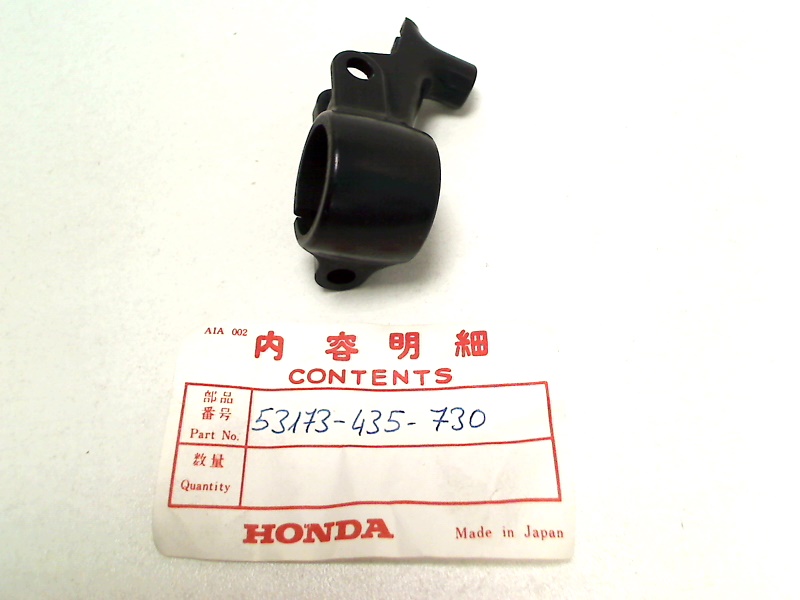 A1A 002
内容明細
CONTENTS
部品
番号
Part No.
53173-435-730
数量
Quantity
HONDA
Made in Japan